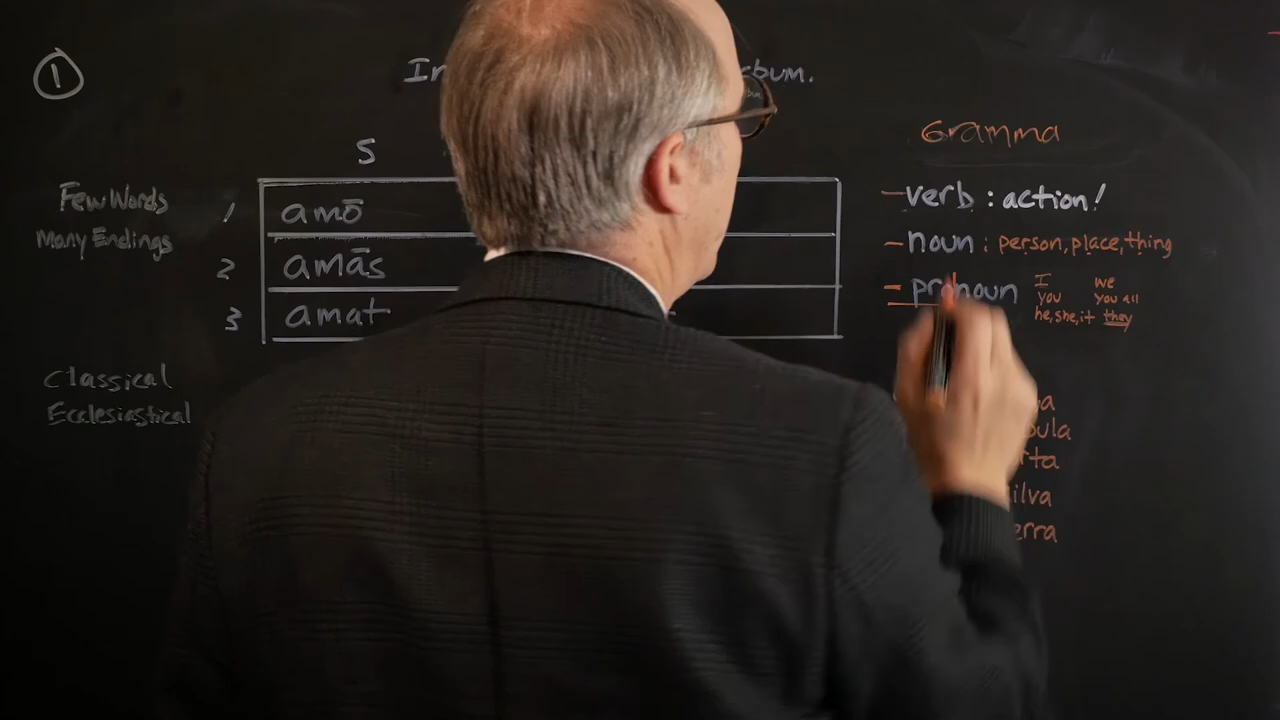 1
S
Few Words
Many Endings
1 amō
2 amās
3 amat
Classical
Ecclesiastical
Gramma
-verb : action!
-noun : person, place, thing
-pronoun
I we
you you all
he, she, it they